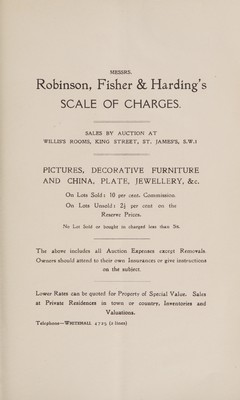 MESSRS.
Robinson, Fisher & Harding's
SCALE OF CHARGES.
SALES BY AUCTION AT
WILLIS'S ROOMS, KING STREET, ST. JAMES'S, S.W.1
PICTURES, DECORATIVE FURNITURE
AND CHINA, PLATE, JEWELLERY, &c.
On Lots Sold: 10 per cent. Commission.
On Lots Unsold: 2½ per cent on the
Reserve Prices.
No Lot Sold or bought in charged less than 5s.
The above includes all Auction Expenses except Removals.
Owners should attend to their own Insurances or give instructions
on the subject.
Lower Rates can be quoted for Property of Special Value. Sales
at Private Residences in town or country, Inventories and
Valuations.
Telephone—WHITEHALL 4725 (2 lines)